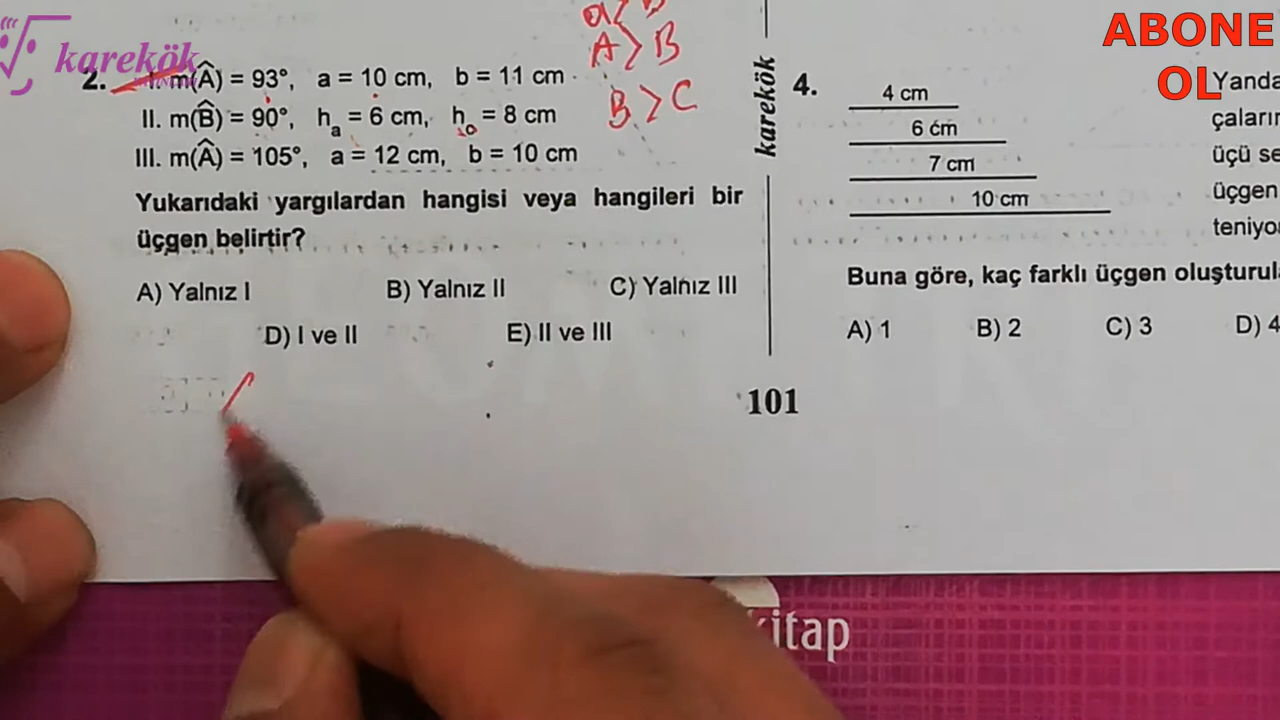 karekök
2. I. m(Â) = 93°, a = 10 cm, b = 11 cm
II. m(B̂) = 90°, hₐ = 6 cm, h = 8 cm
III. m(Â) = 105°, a = 12 cm, b = 10 cm
Yukarıdaki yargılardan hangisi veya hangileri bir
üçgen belirtir?
A) Yalnız I B) Yalnız II C) Yalnız III
D) I ve II E) II ve III
A > B
B > C
karekök
101
4.
4 cm
6 cm
7 cm
10 cm
Yanda
çaların
üçü se
üçgen
teniyo
Buna göre, kaç farklı üçgen oluşturul
A) 1 B) 2 C) 3 D) 4
ABONE
OL
kitap